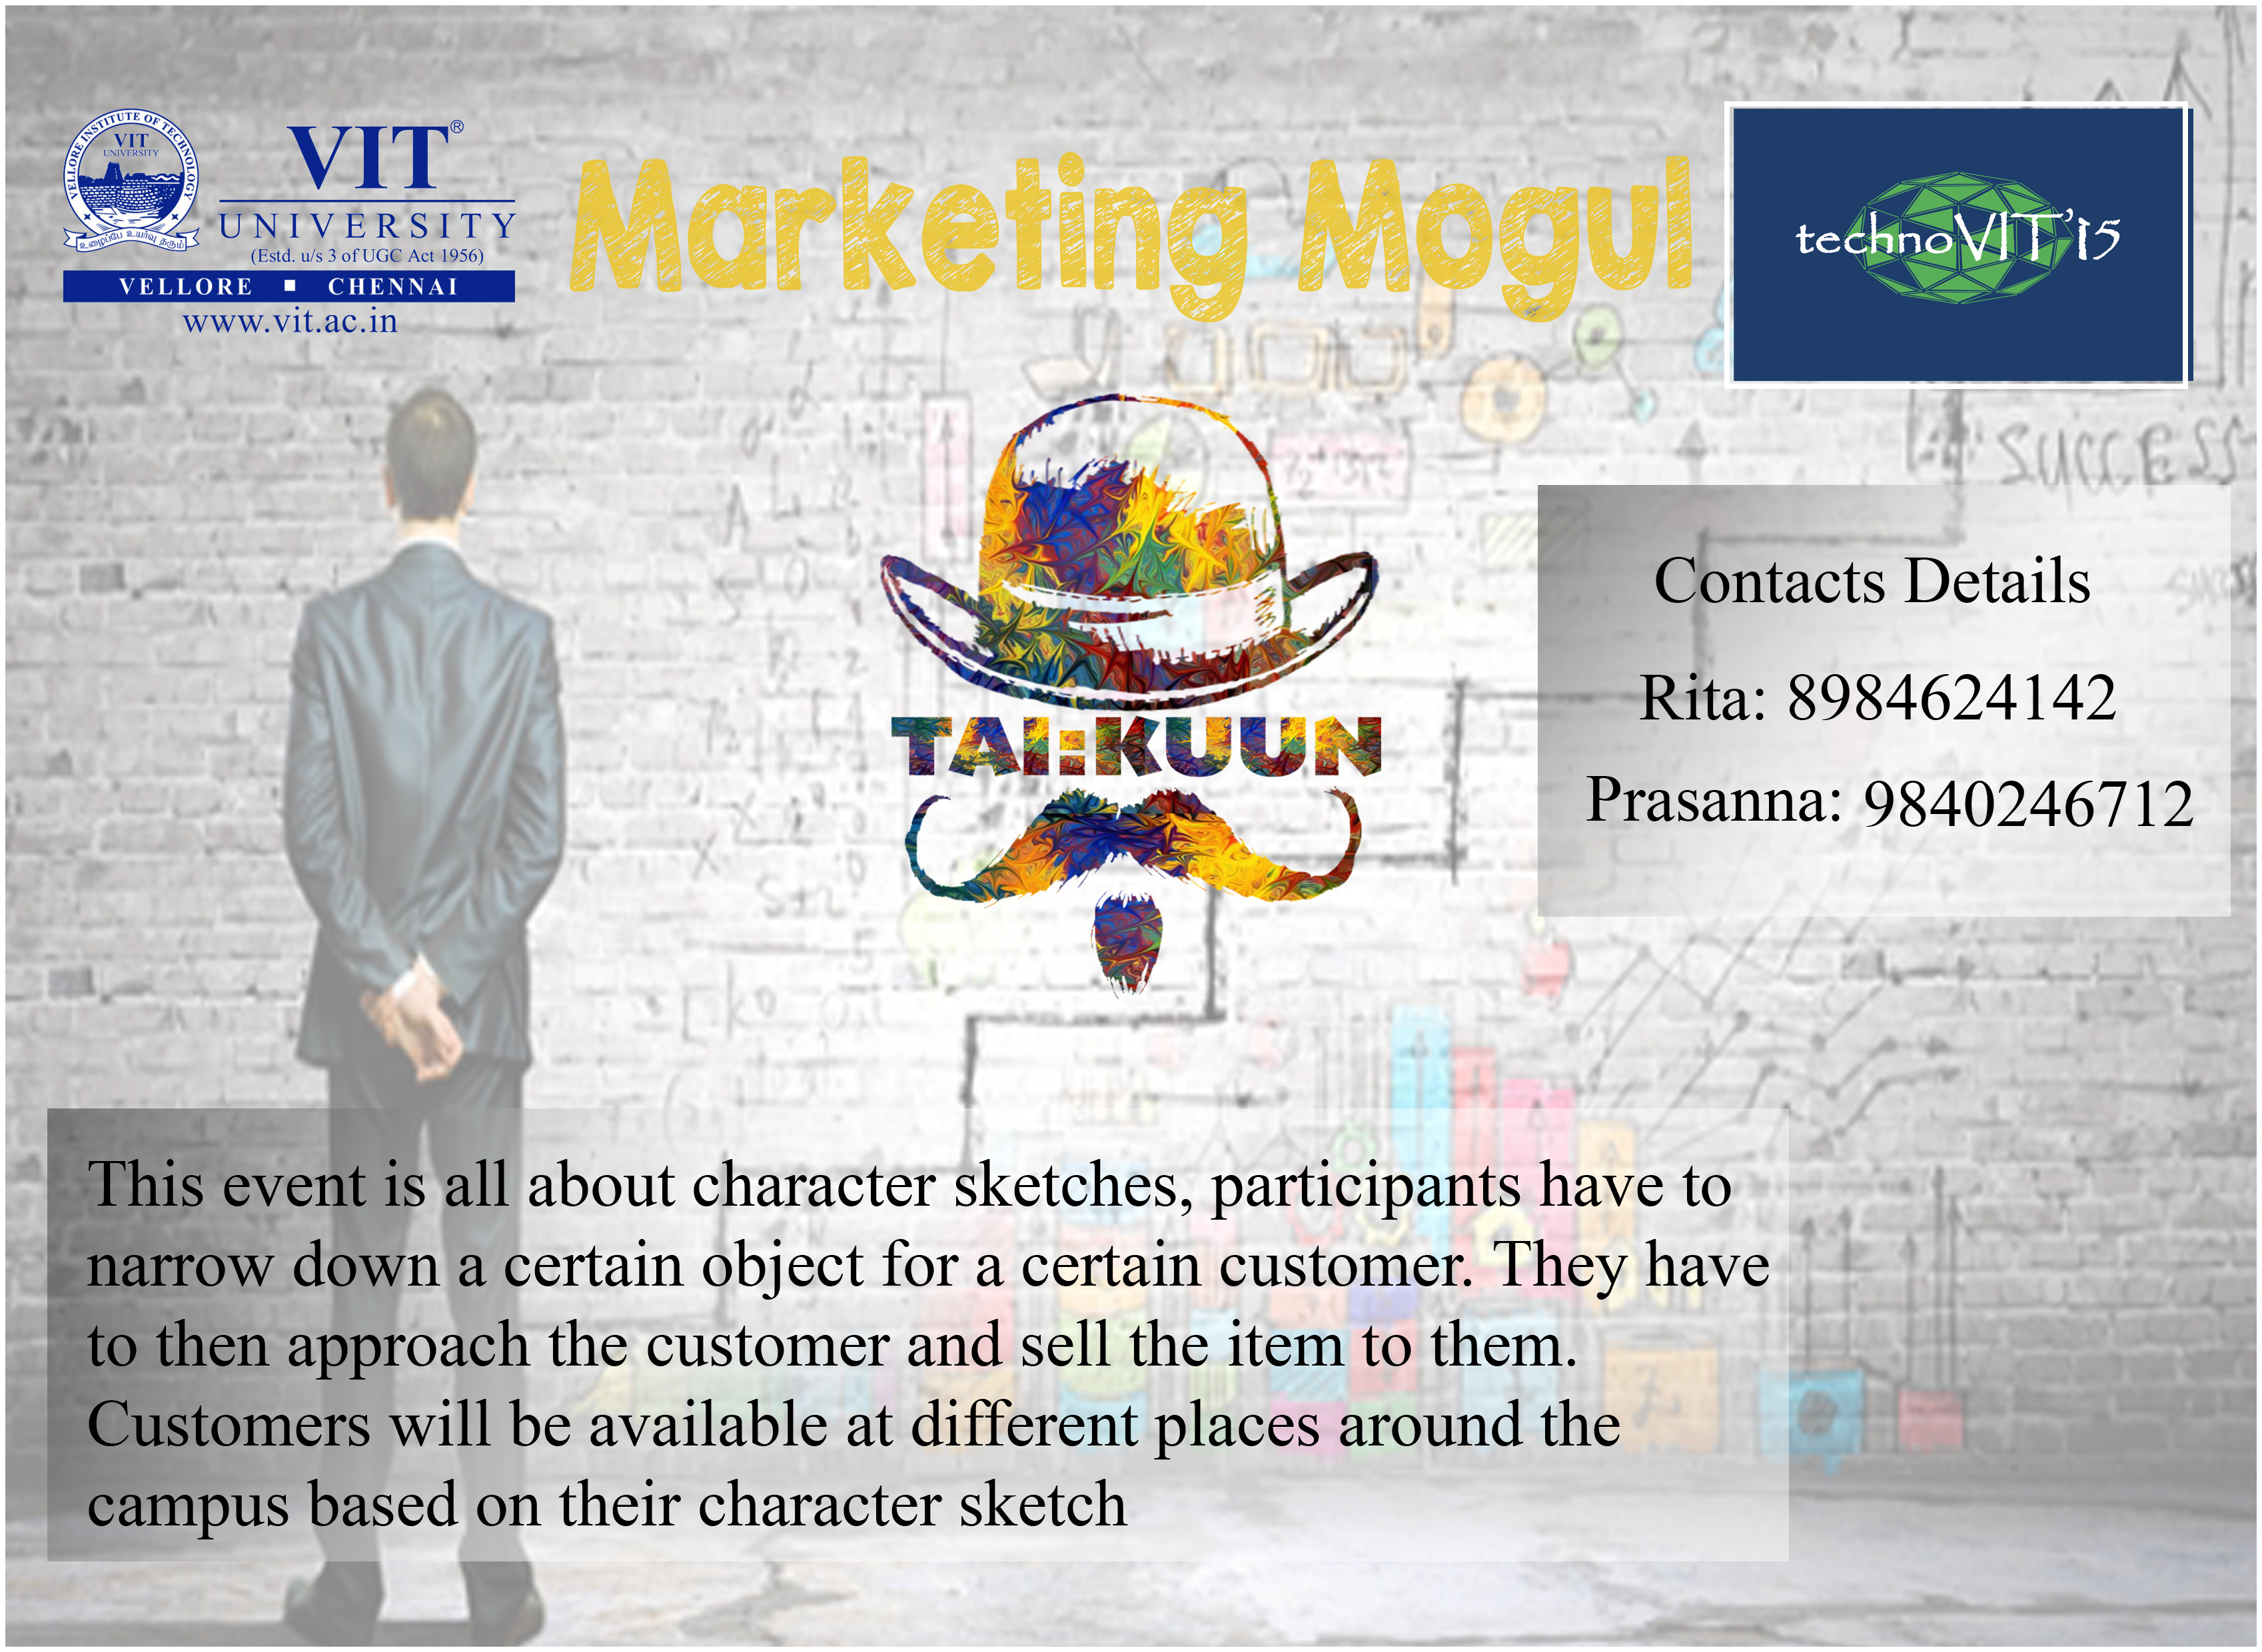 VELLORE INSTITUTE OF TECHNOLOGY
VIT
UNIVERSITY
உழைப்பே உயர்வு தரும்
VIT®
UNIVERSITY
(Estd. u/s 3 of UGC Act 1956)
VELLORE ■ CHENNAI
www.vit.ac.in
Marketing Mogul
technoVIT'15
SUCCESS
TAI:KUUN
Contacts Details
Rita: 8984624142
Prasanna: 9840246712
This event is all about character sketches, participants have to
narrow down a certain object for a certain customer. They have
to then approach the customer and sell the item to them.
Customers will be available at different places around the
campus based on their character sketch